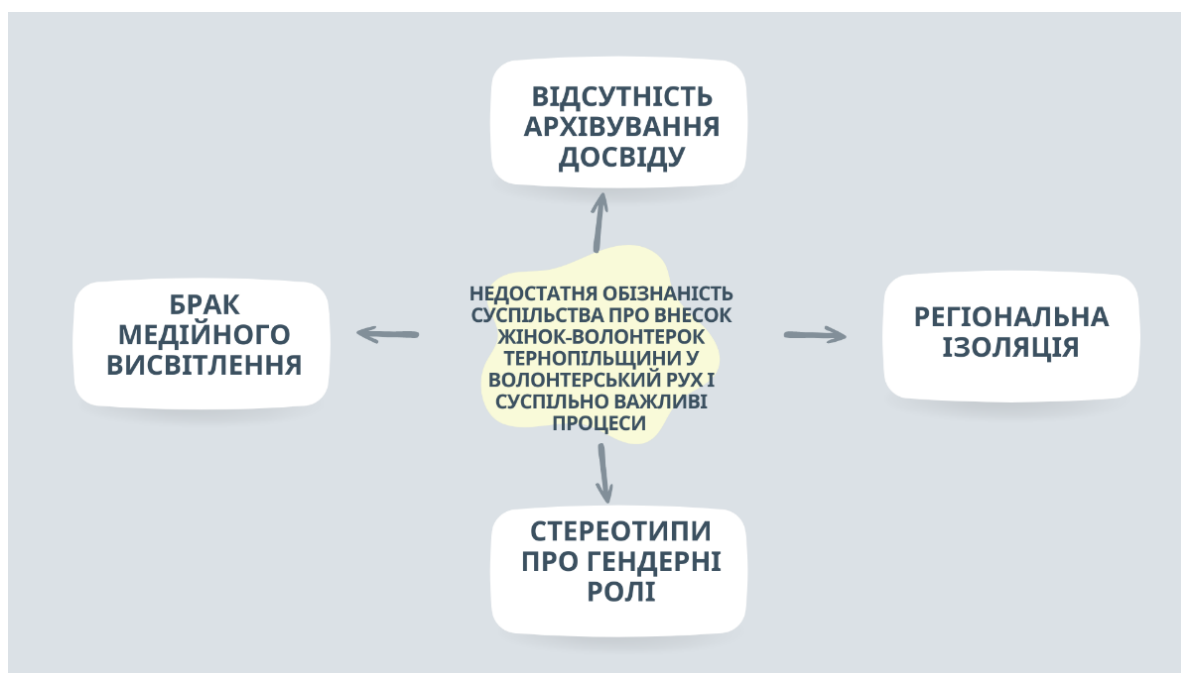 ВІДСУТНІСТЬ
АРХІВУВАННЯ
ДОСВІДУ
БРАК
МЕДІЙНОГО
ВИСВІТЛЕННЯ
НЕДОСТАТНЯ ОБІЗНАНІСТЬ
СУСПІЛЬСТВА ПРО ВНЕСОК
ЖІНОК-ВОЛОНТЕРОК
ТЕРНОПІЛЬЩИНИ У
ВОЛОНТЕРСЬКИЙ РУХ І
СУСПІЛЬНО ВАЖЛИВІ
ПРОЦЕСИ
РЕГІОНАЛЬНА
ІЗОЛЯЦІЯ
СТЕРЕОТИПИ
ПРО ГЕНДЕРНІ
РОЛІ